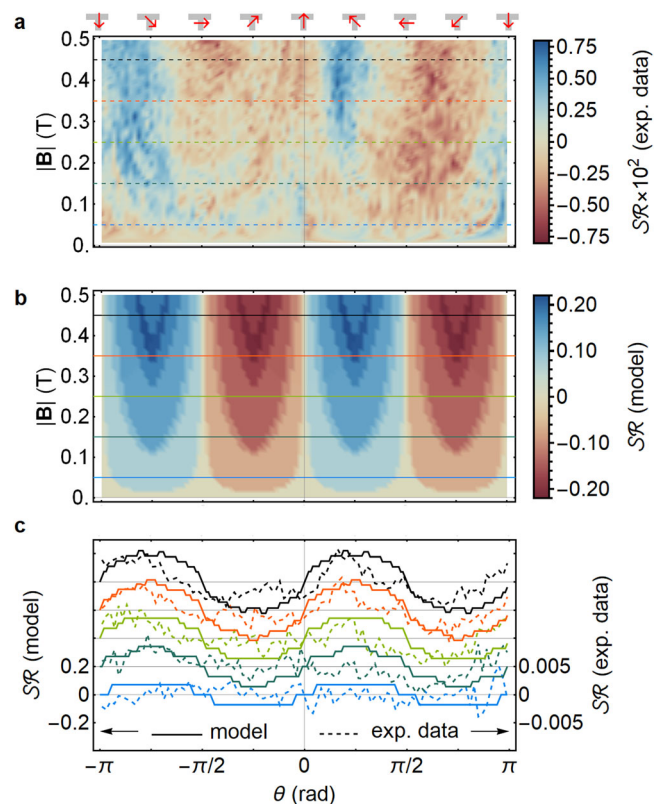 a
0.5
0.4
0.3
0.2
0.1
0.
|B| (T)
0.75
0.50
0.25
0
−0.25
−0.50
−0.75
SR×10² (exp. data)
b
0.5
0.4
0.3
0.2
0.1
0.
|B| (T)
0.20
0.10
0
−0.10
−0.20
SR (model)
c
0.2
0
−0.2
SR (model)
0.005
0
−0.005
SR (exp. data)
model
exp. data
−π
−π/2
0
π/2
π
θ (rad)